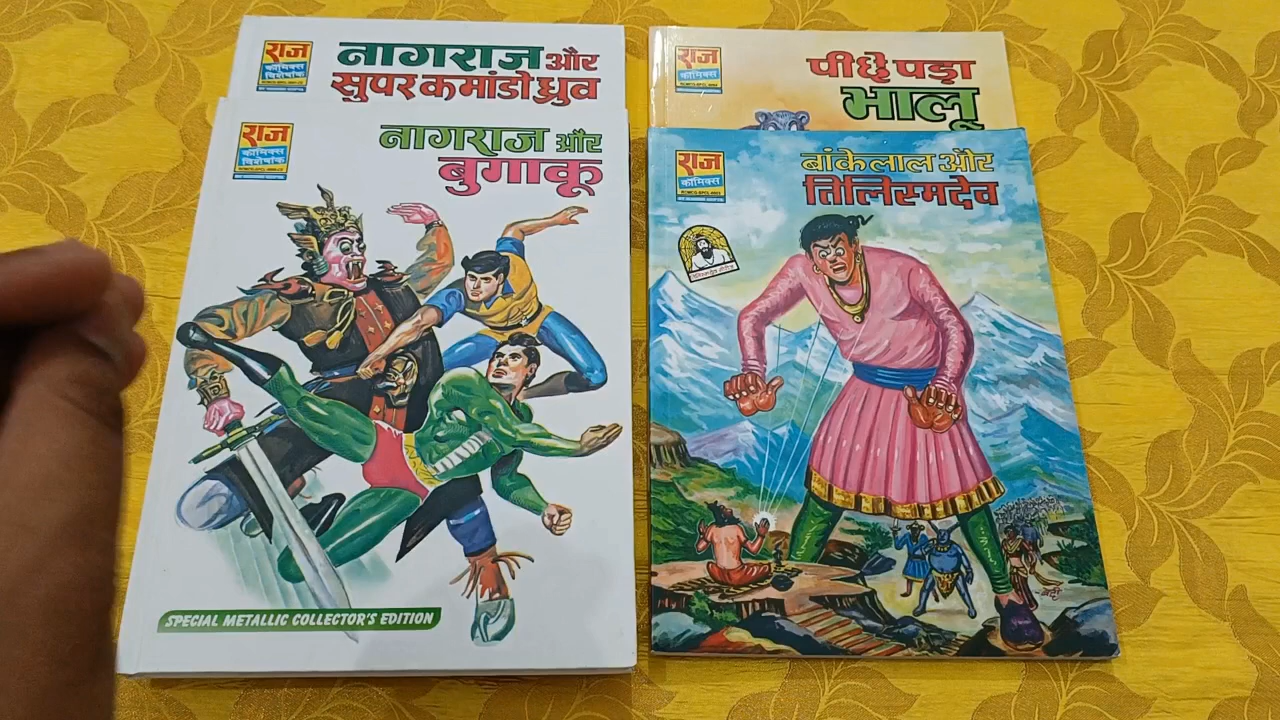 राज
कॉमिक्स
विशेषांक
नागराज और
सुपर कमांडो ध्रुव
राज
कॉमिक्स
विशेषांक
नागराज और
बुगाकू
SPECIAL METALLIC COLLECTOR'S EDITION
राज
कॉमिक्स
पीछे पड़ा
भालू
राज
कॉमिक्स
बांकेलाल और
तिलिस्मदेव